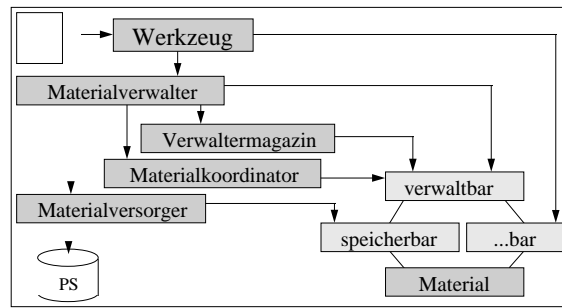 Werkzeug
Materialverwalter
Verwaltermagazin
Materialkoordinator
verwaltbar
Materialversorger
speicherbar
...bar
PS
Material